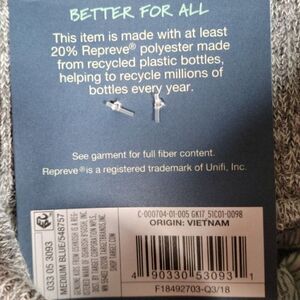 BETTER FOR ALL
This item is made with at least
20% Repreve® polyester made
from recycled plastic bottles,
helping to recycle millions of
bottles every year.
See garment for full fiber content.
Repreve® is a registered trademark of Unifi, Inc.
033 05 3093
MEDIUM BLUE/548757
C-000704-01-005 GK17 51C01-0098
ORIGIN: VIETNAM
4 90330 53093 1
F18492703-Q3/18